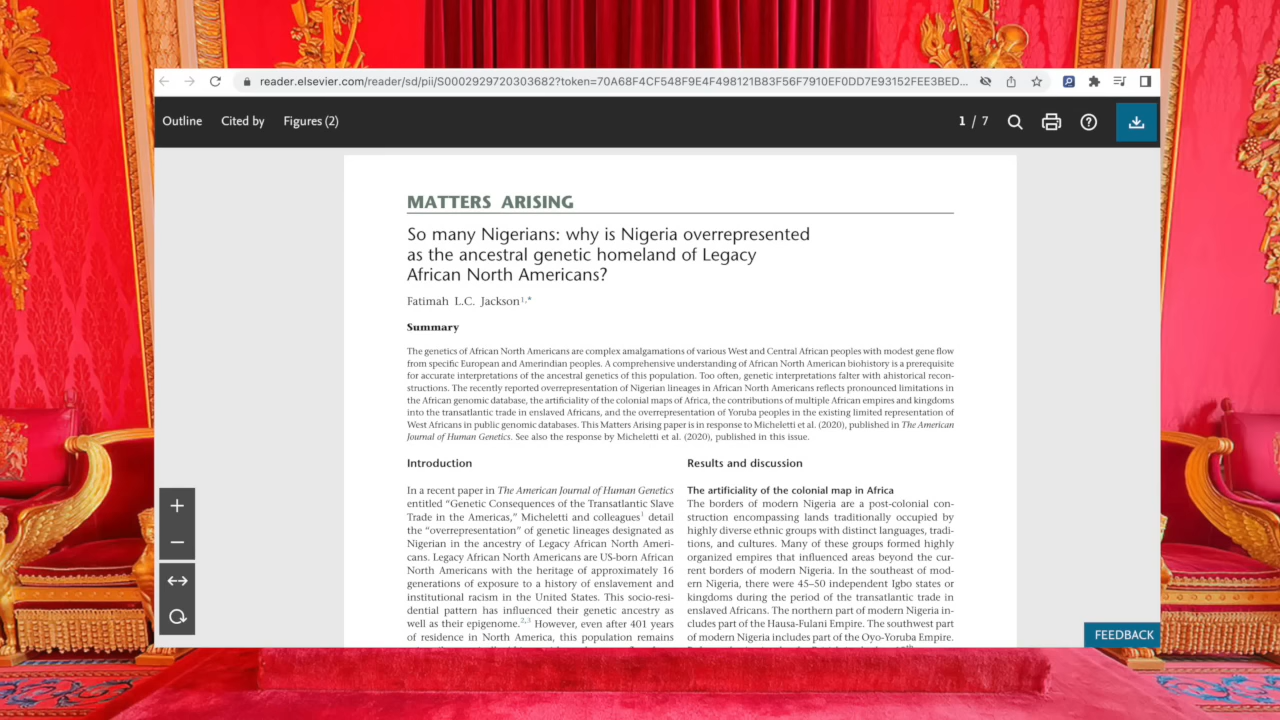 reader.elsevier.com/reader/sd/pii/S0002929720303682?token=70A68F4CF548F9E4F498121B83F56F7910EF0DD7E93152FEE3BED...
Outline Cited by Figures (2) 1 / 7
MATTERS ARISING
So many Nigerians: why is Nigeria overrepresented
as the ancestral genetic homeland of Legacy
African North Americans?
Fatimah L.C. Jackson1,*
Summary
The genetics of African North Americans are complex amalgamations of various West and Central African peoples with modest gene flow
from specific European and Amerindian peoples. A comprehensive understanding of African North American biohistory is a prerequisite
for accurate interpretations of the ancestral genetics of this population. Too often, genetic interpretations falter with ahistorical recon-
structions. The recently reported overrepresentation of Nigerian lineages in African North Americans reflects pronounced limitations in
the African genomic database, the artificiality of the colonial maps of Africa, the contributions of multiple African empires and kingdoms
into the transatlantic trade in enslaved Africans, and the overrepresentation of Yoruba peoples in the existing limited representation of
West Africans in public genomic databases. This Matters Arising paper is in response to Micheletti et al. (2020), published in The American
Journal of Human Genetics. See also the response by Micheletti et al. (2020), published in this issue.
Introduction
In a recent paper in The American Journal of Human Genetics
entitled “Genetic Consequences of the Transatlantic Slave
Trade in the Americas,” Micheletti and colleagues1 detail
the “overrepresentation” of genetic lineages designated as
Nigerian in the ancestry of Legacy African North Ameri-
cans. Legacy African North Americans are US-born African
North Americans with the heritage of approximately 16
generations of exposure to a history of enslavement and
institutional racism in the United States. This socio-resi-
dential pattern has influenced their genetic ancestry as
well as their epigenome.2,3 However, even after 401 years
of residence in North America, this population remains
Results and discussion
The artificiality of the colonial map in Africa
The borders of modern Nigeria are a post-colonial con-
struction encompassing lands traditionally occupied by
highly diverse ethnic groups with distinct languages, tradi-
tions, and cultures. Many of these groups formed highly
organized empires that influenced areas beyond the cur-
rent borders of modern Nigeria. In the southeast of mod-
ern Nigeria, there were 45–50 independent Igbo states or
kingdoms during the period of the transatlantic trade in
enslaved Africans. The northern part of modern Nigeria in-
cludes part of the Hausa-Fulani Empire. The southwest part
of modern Nigeria includes part of the Oyo-Yoruba Empire.
FEEDBACK